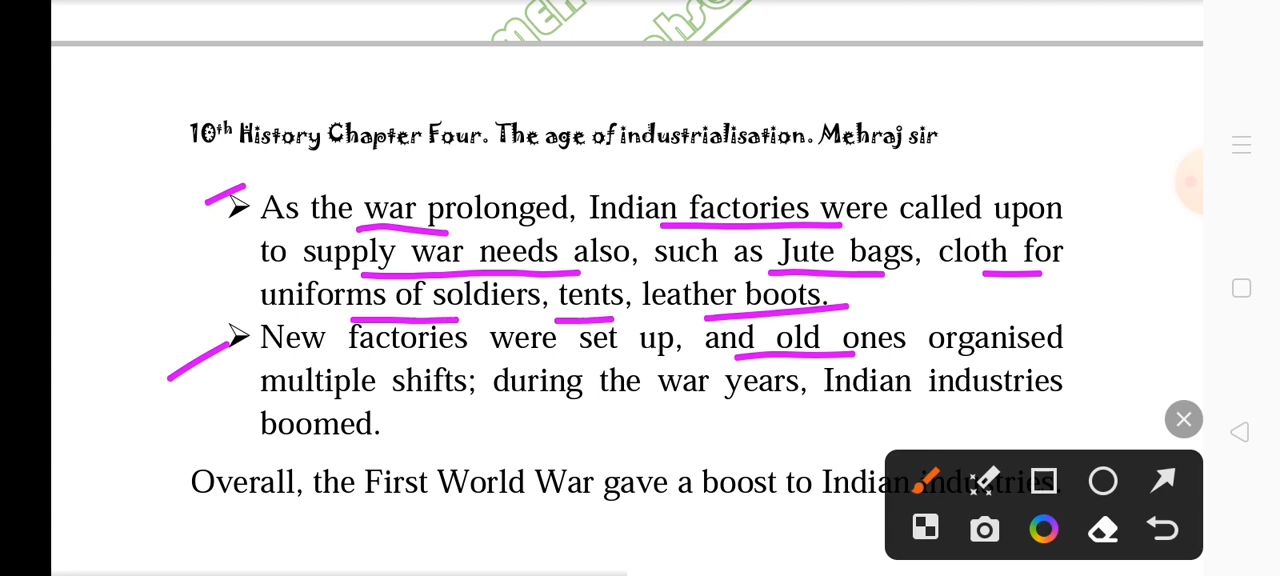 10th History Chapter Four. The age of industrialisation. Mehraj sir
➢ As the war prolonged, Indian factories were called upon
to supply war needs also, such as Jute bags, cloth for
uniforms of soldiers, tents, leather boots.
➢ New factories were set up, and old ones organised
multiple shifts; during the war years, Indian industries
boomed.
Overall, the First World War gave a boost to Indian industries.